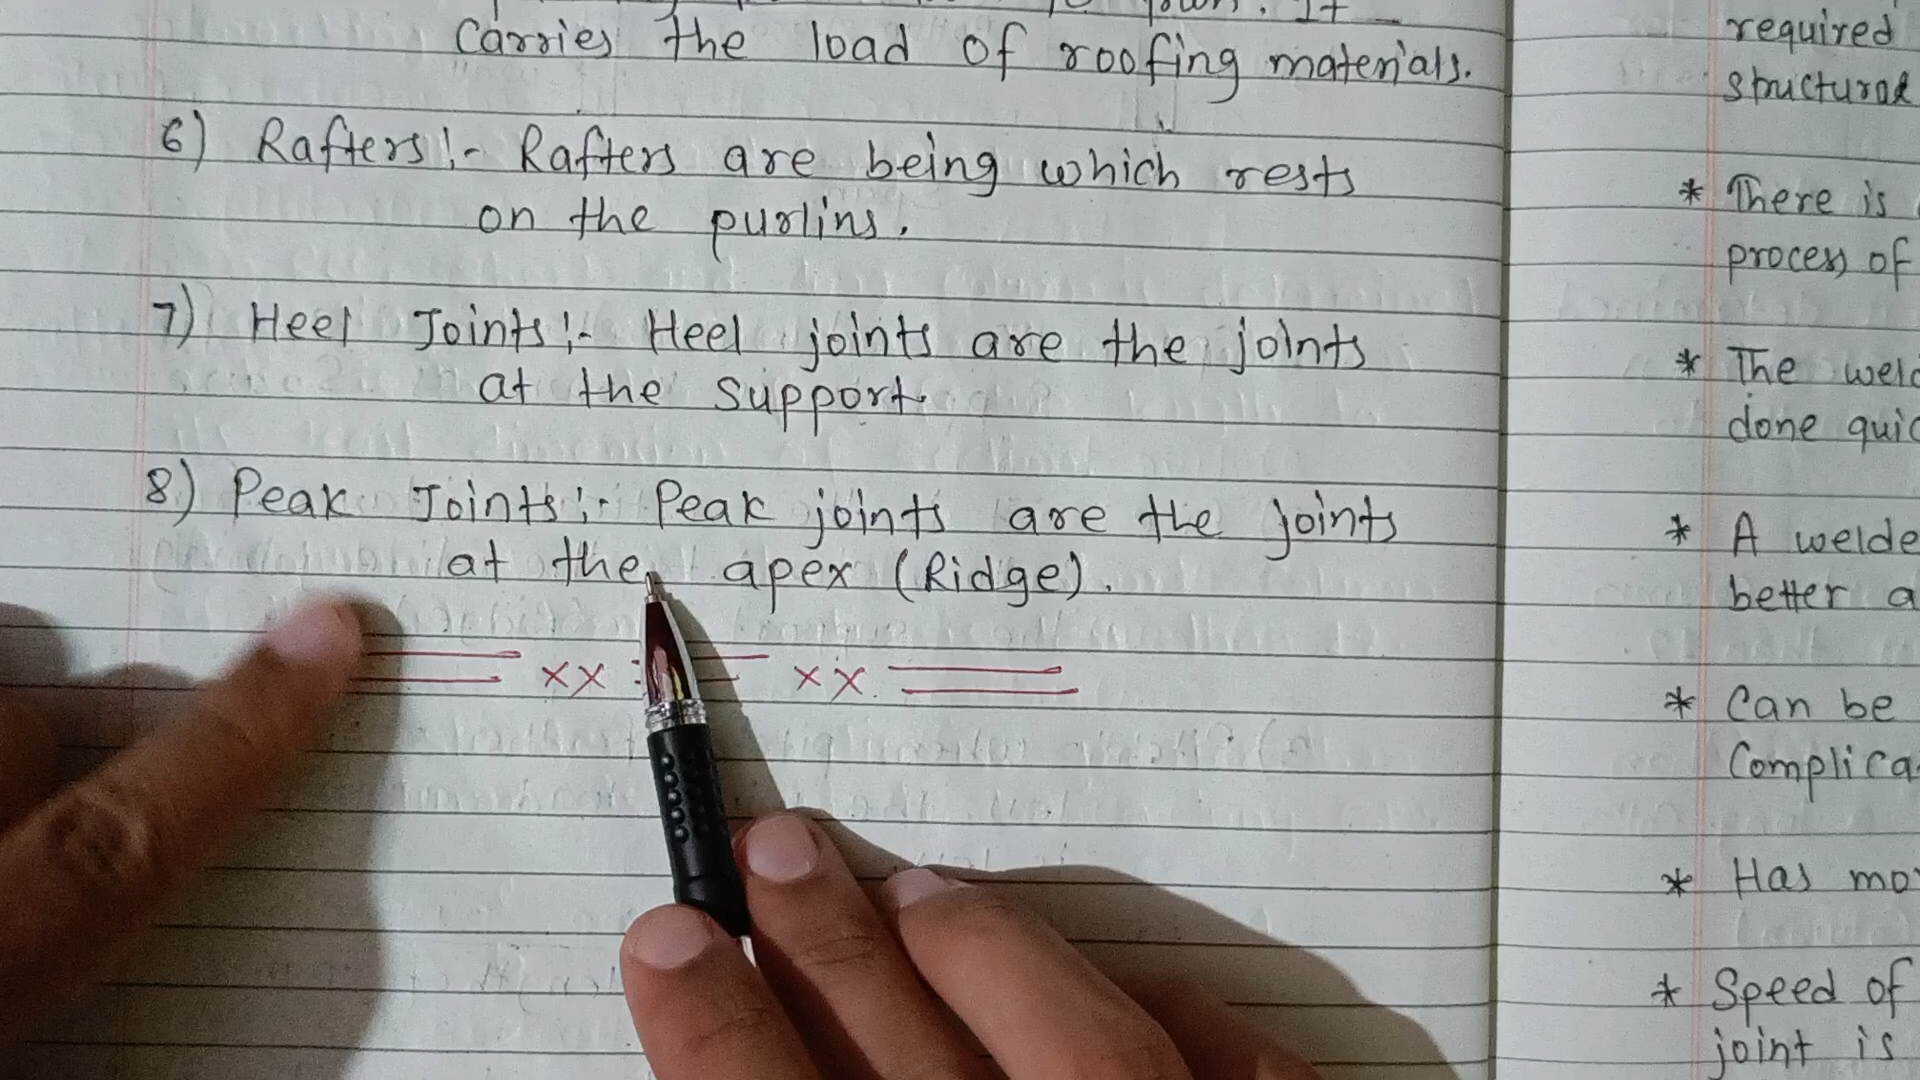 Carries the load of roofing materials.
6) Rafters :- Rafters are being which rests
on the purlins.
7) Heel Joints :- Heel joints are the joints
at the support.
8) Peak Joints :- Peak joints are the joints
at the apex (Ridge).
xx xx
required
structural
* There is
process of
* The
done
* A
better a
* Can be
* Has
* Speed of
joint is